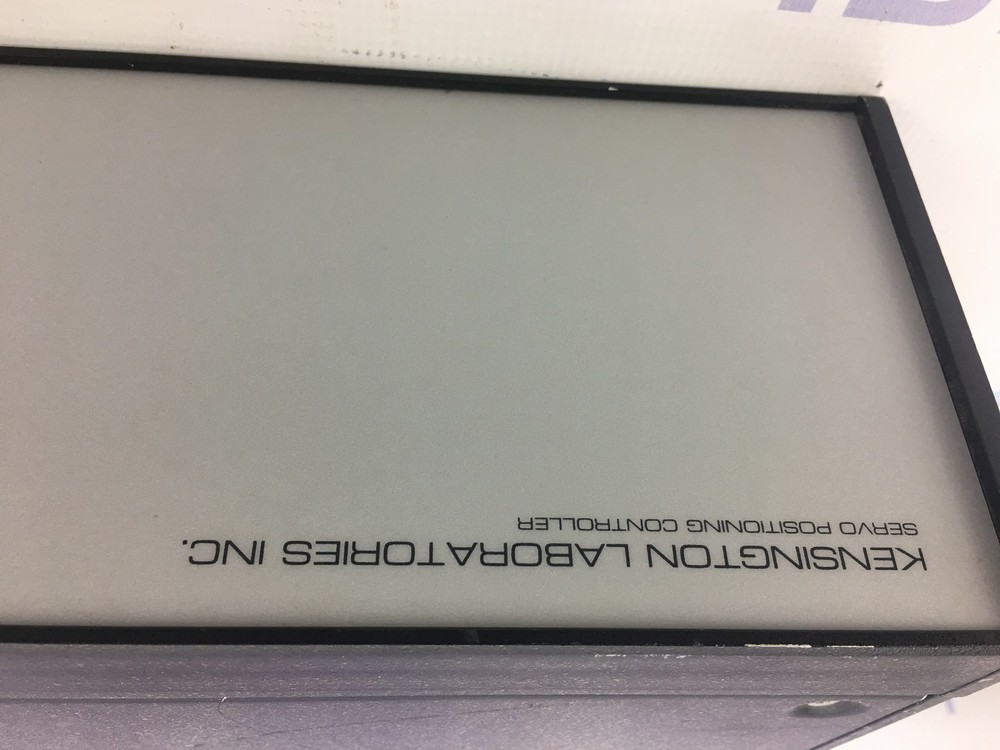 KENSINGTON LABORATORIES INC.
SERVO POSITIONING CONTROLLER